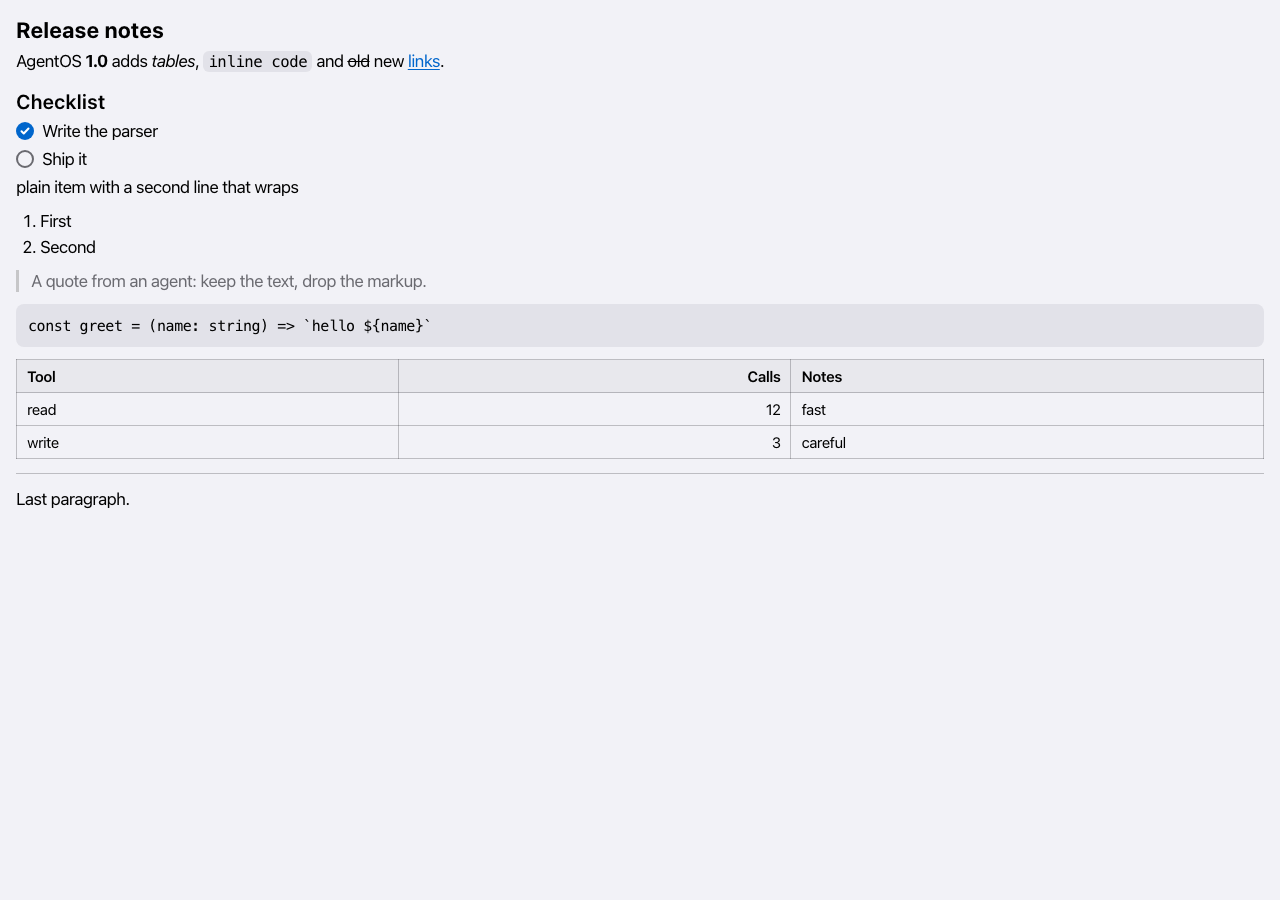 Release notes
AgentOS 1.0 adds tables, inline code and old new links.
Checklist
Write the parser
Ship it
plain item with a second line that wraps
1. First
2. Second
A quote from an agent: keep the text, drop the markup.
const greet = (name: string) => `hello ${name}`
Tool Calls Notes
read 12 fast
write 3 careful
Last paragraph.